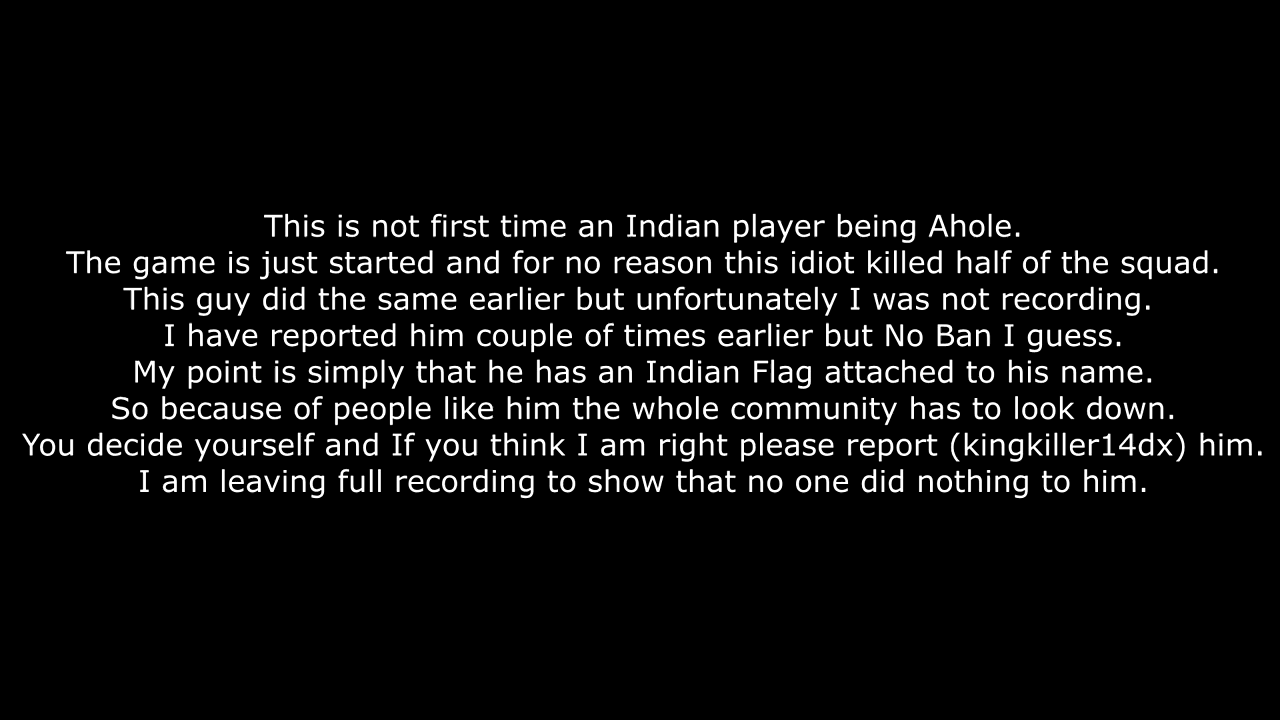 This is not first time an Indian player being Ahole.
The game is just started and for no reason this idiot killed half of the squad.
This guy did the same earlier but unfortunately I was not recording.
I have reported him couple of times earlier but No Ban I guess.
My point is simply that he has an Indian Flag attached to his name.
So because of people like him the whole community has to look down.
You decide yourself and If you think I am right please report (kingkiller14dx) him.
I am leaving full recording to show that no one did nothing to him.